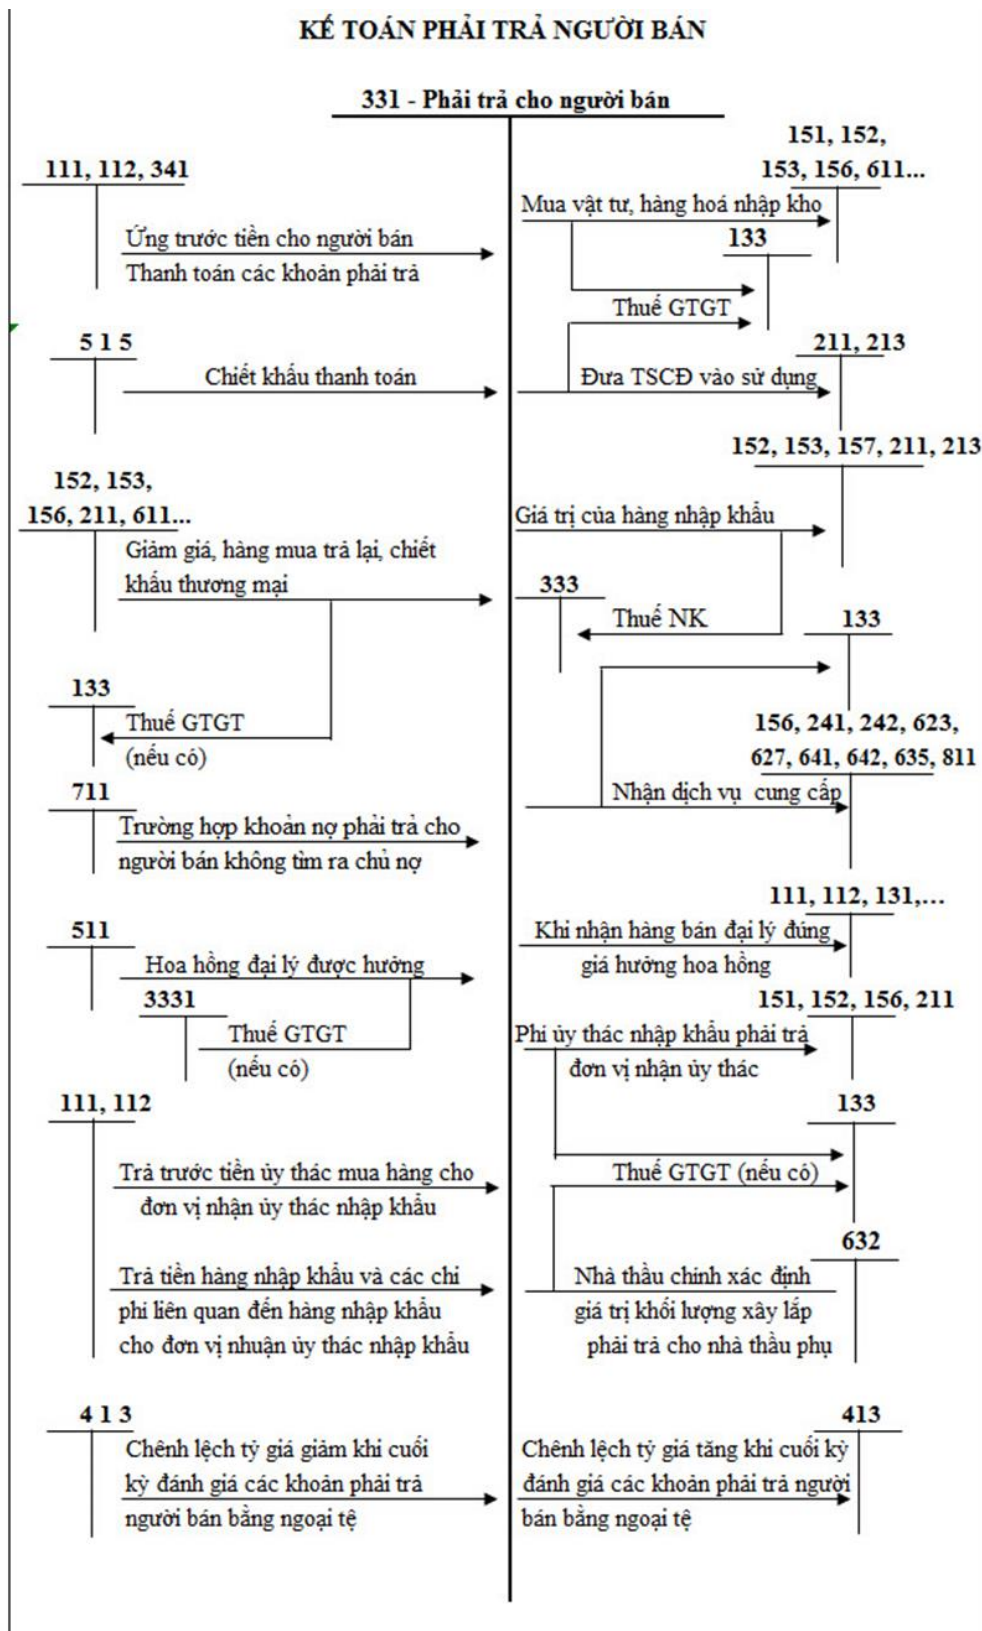 KẾ TOÁN PHẢI TRẢ NGƯỜI BÁN
331 - Phải trả cho người bán
111, 112, 341
Ứng trước tiền cho người bán
Thanh toán các khoản phải trả
5 1 5
Chiết khấu thanh toán
152, 153,
156, 211, 611...
Giảm giá, hàng mua trả lại, chiết
khấu thương mại
133
Thuế GTGT
(nếu có)
711
Trường hợp khoản nợ phải trả cho
người bán không tìm ra chủ nợ
511
Hoa hồng đại lý được hưởng
3331
Thuế GTGT
(nếu có)
111, 112
Trả trước tiền ủy thác mua hàng cho
đơn vị nhận ủy thác nhập khẩu
Trả tiền hàng nhập khẩu và các chi
phí liên quan đến hàng nhập khẩu
cho đơn vị nhuận ủy thác nhập khẩu
4 1 3
Chênh lệch tỷ giá giảm khi cuối
kỳ đánh giá các khoản phải trả
người bán bằng ngoại tệ
151, 152,
153, 156, 611...
Mua vật tư, hàng hoá nhập kho
133
Thuế GTGT
211, 213
Đưa TSCĐ vào sử dụng
152, 153, 157, 211, 213
Giá trị của hàng nhập khẩu
333
Thuế NK
133
156, 241, 242, 623,
627, 641, 642, 635, 811
Nhận dịch vụ cung cấp
111, 112, 131,...
Khi nhận hàng bán đại lý đúng
giá hưởng hoa hồng
151, 152, 156, 211
Phí ủy thác nhập khẩu phải trả
đơn vị nhận ủy thác
133
Thuế GTGT (nếu có)
632
Nhà thầu chính xác định
giá trị khối lượng xây lắp
phải trả cho nhà thầu phụ
413
Chênh lệch tỷ giá tăng khi cuối kỳ
đánh giá các khoản phải trả người
bán bằng ngoại tệ